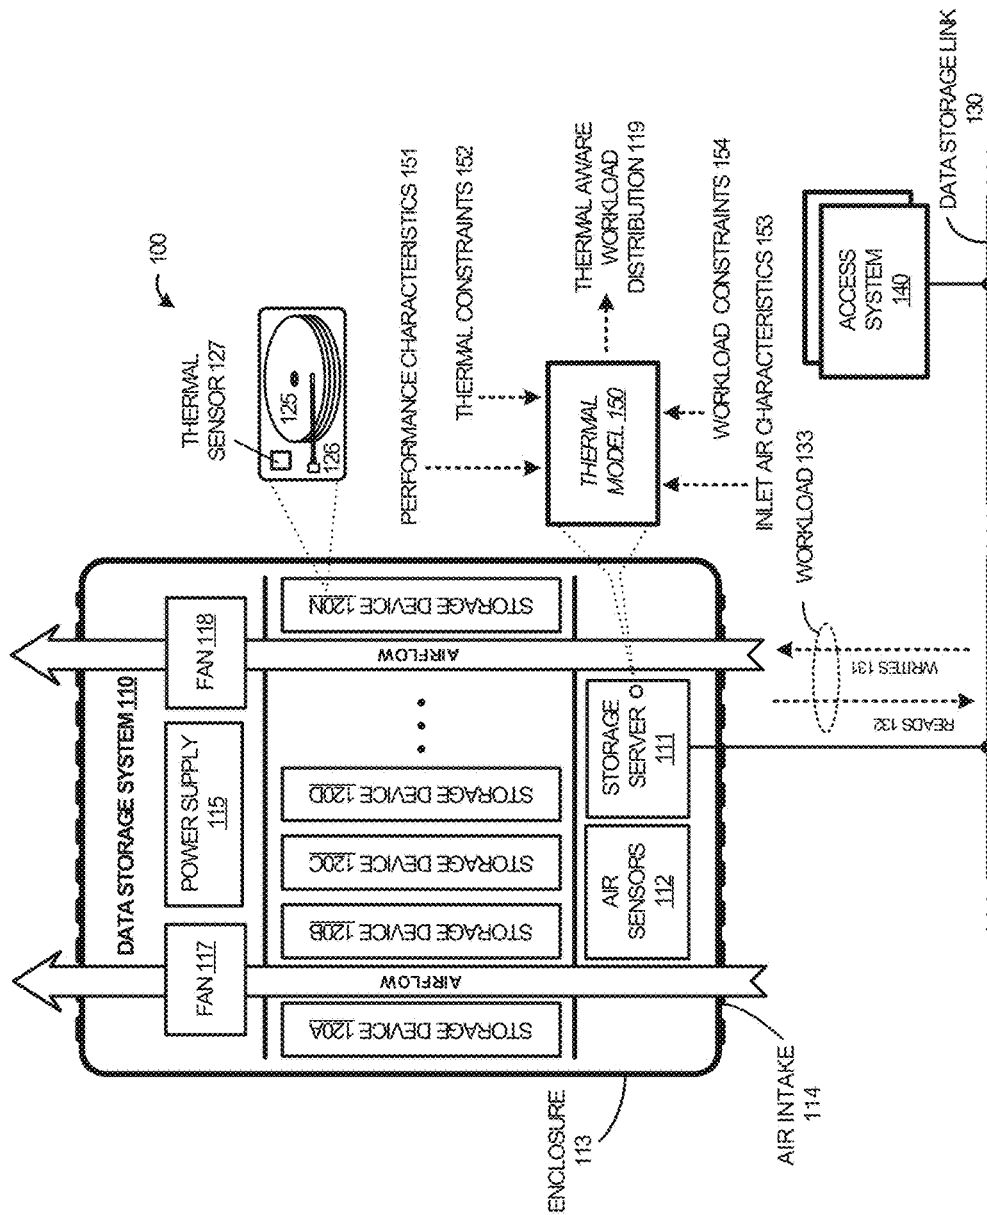 100
DATA STORAGE SYSTEM 110
FAN 117
POWER SUPPLY
115
FAN 118
AIRFLOW
AIRFLOW
STORAGE DEVICE 120A
STORAGE DEVICE 120B
STORAGE DEVICE 120C
STORAGE DEVICE 120D
STORAGE DEVICE 120N
AIR
SENSORS
112
STORAGE
SERVER
111
ENCLOSURE
113
AIR INTAKE
114
THERMAL
SENSOR 127
125
126
PERFORMANCE CHARACTERISTICS 151
THERMAL CONSTRAINTS 152
THERMAL
MODEL 150
THERMAL AWARE
WORKLOAD
DISTRIBUTION 119
WORKLOAD CONSTRAINTS 154
INLET AIR CHARACTERISTICS 153
WORKLOAD 133
READS 132
WRITES 131
ACCESS
SYSTEM
140
DATA STORAGE LINK
130